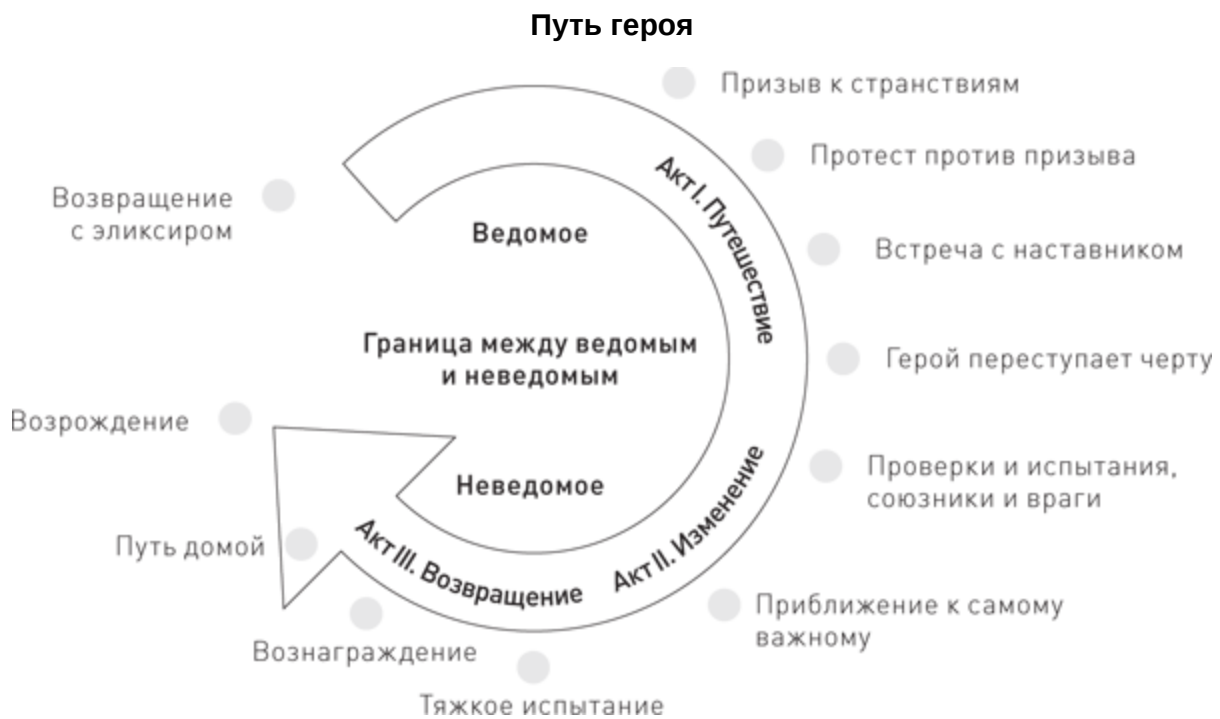 Путь героя
Призыв к странствиям
Протест против призыва
Встреча с наставником
Герой переступает черту
Проверки и испытания,
союзники и враги
Приближение к самому
важному
Тяжкое испытание
Вознаграждение
Путь домой
Возрождение
Возвращение
с эликсиром
Акт I. Путешествие
Акт II. Изменение
Акт III. Возвращение
Ведомое
Граница между ведомым
и неведомым
Неведомое